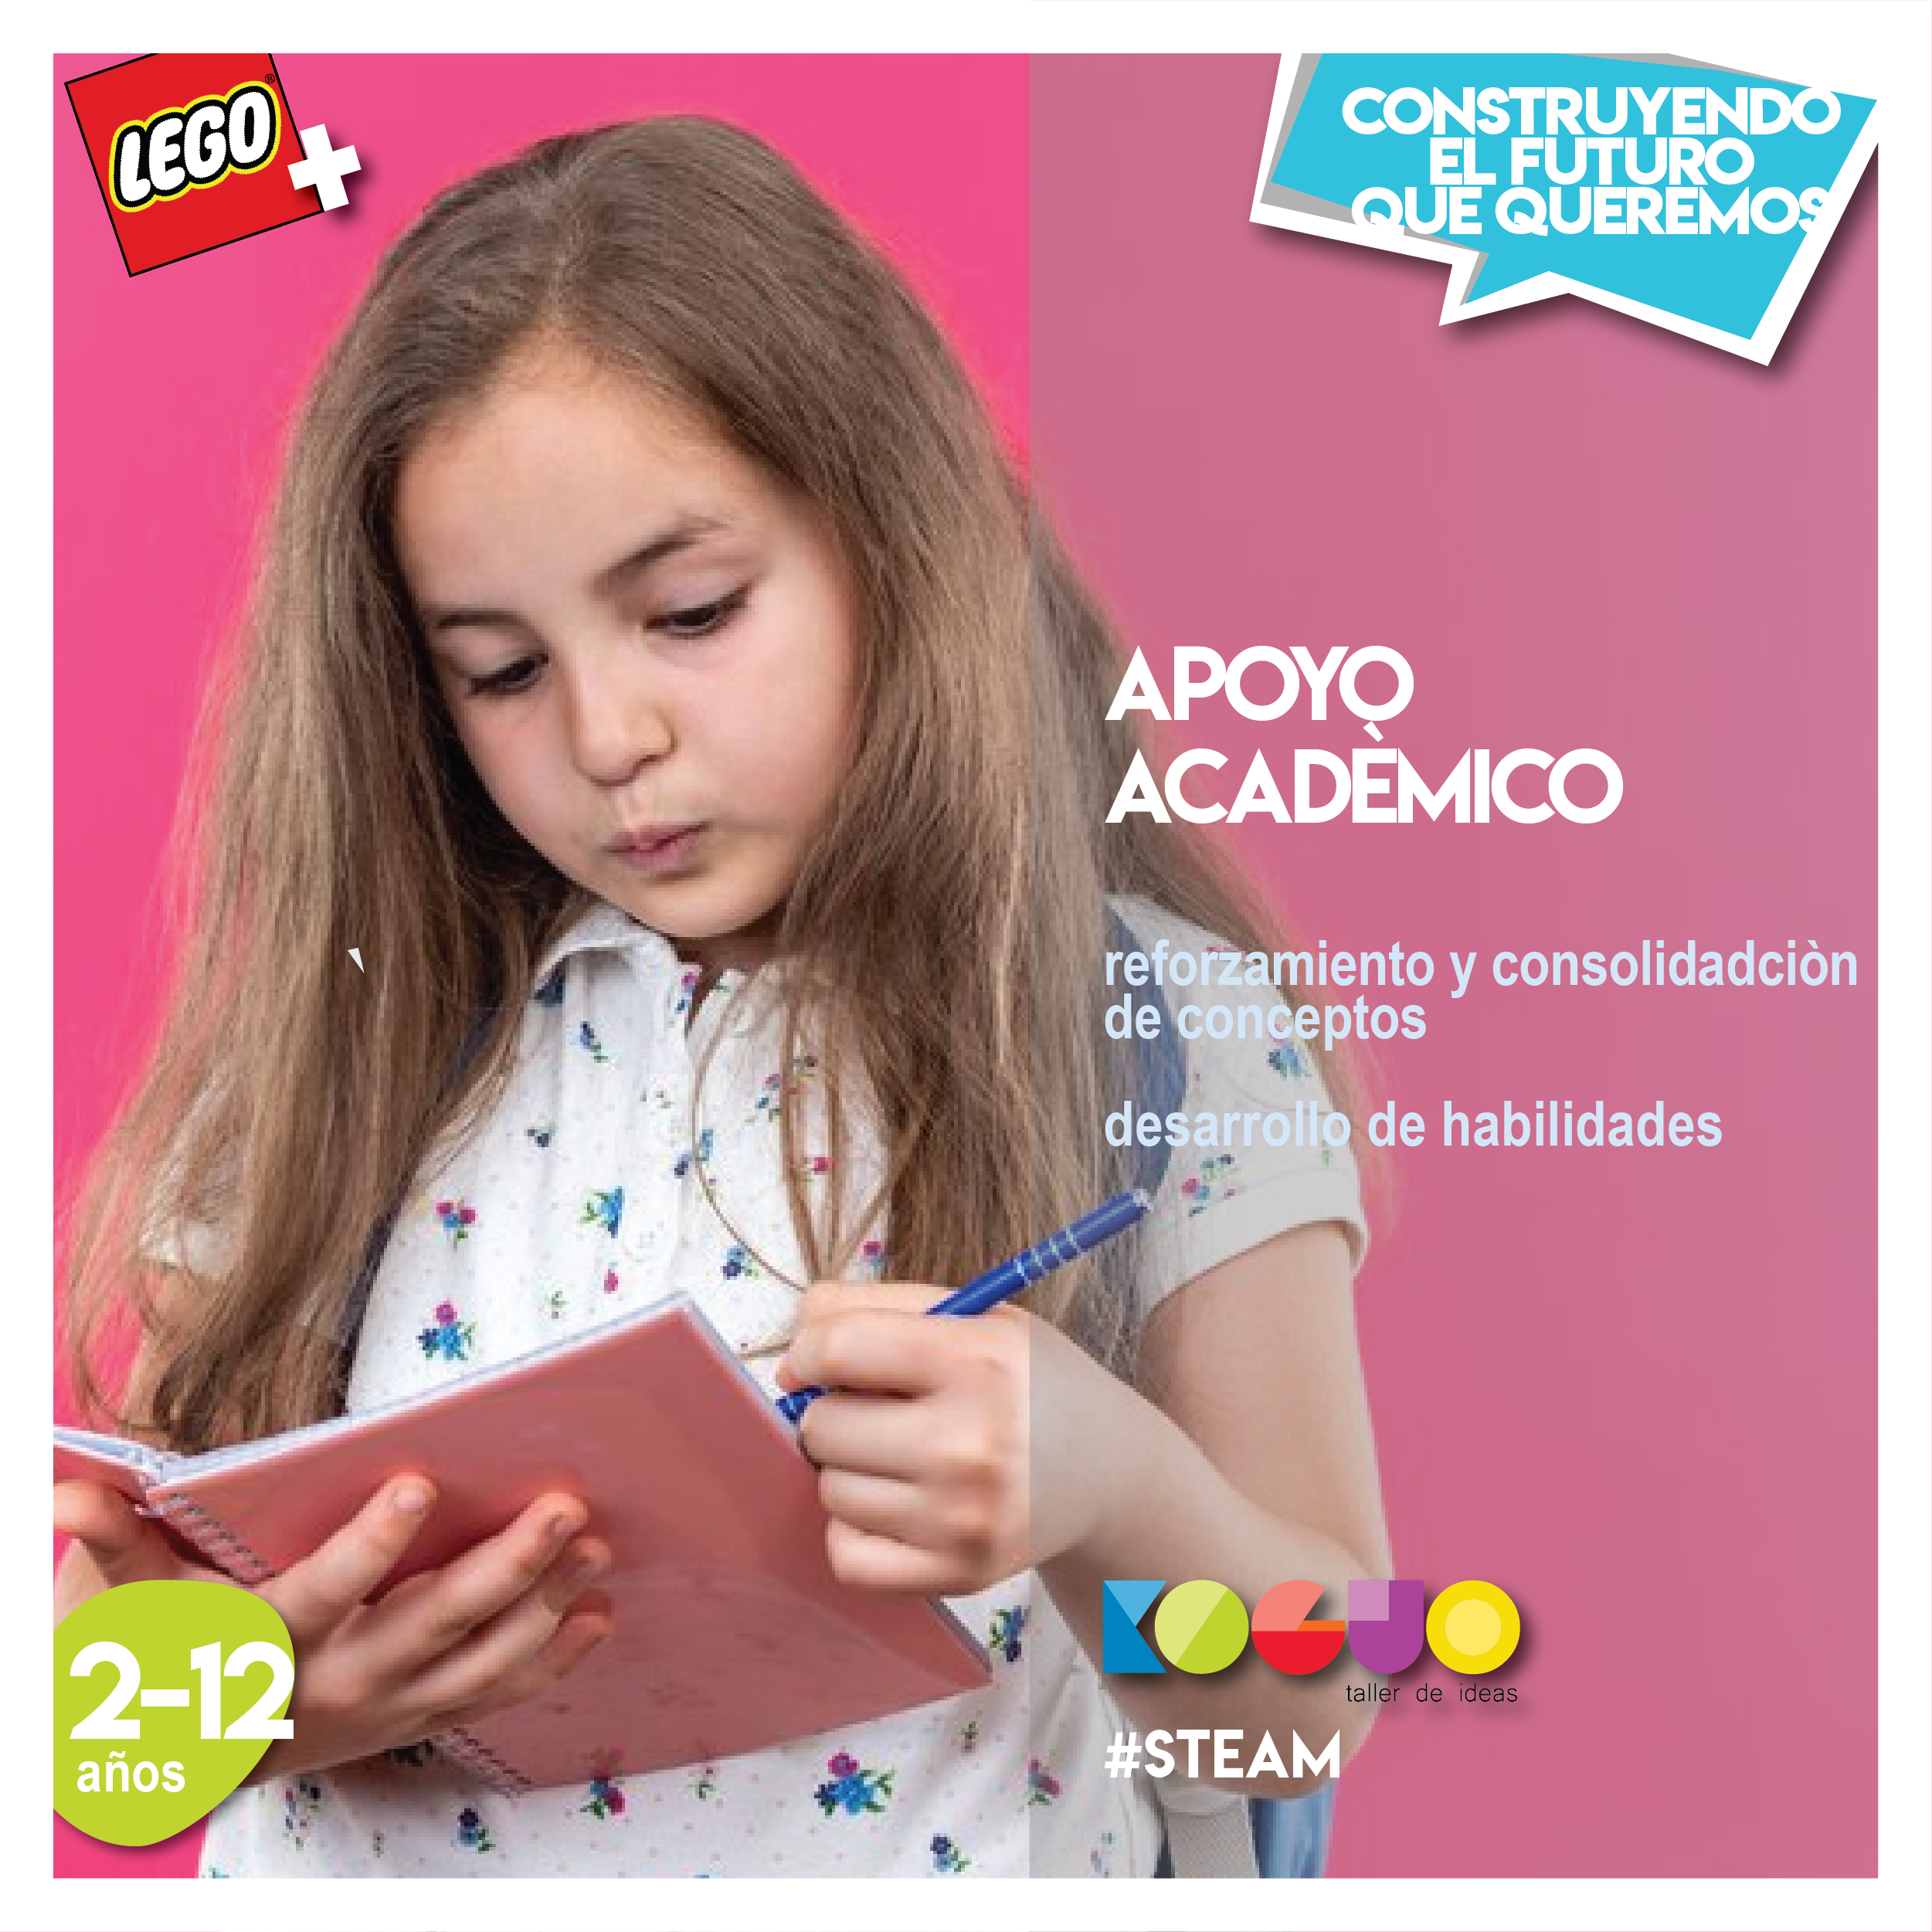 LEGO®
+
CONSTRUYENDO
EL FUTURO
QUE QUEREMOS
APOYO
ACADÈMICO
reforzamiento y consolidadciòn
de conceptos
desarrollo de habilidades
2-12
años
KOGUO
taller de ideas
#STEAM